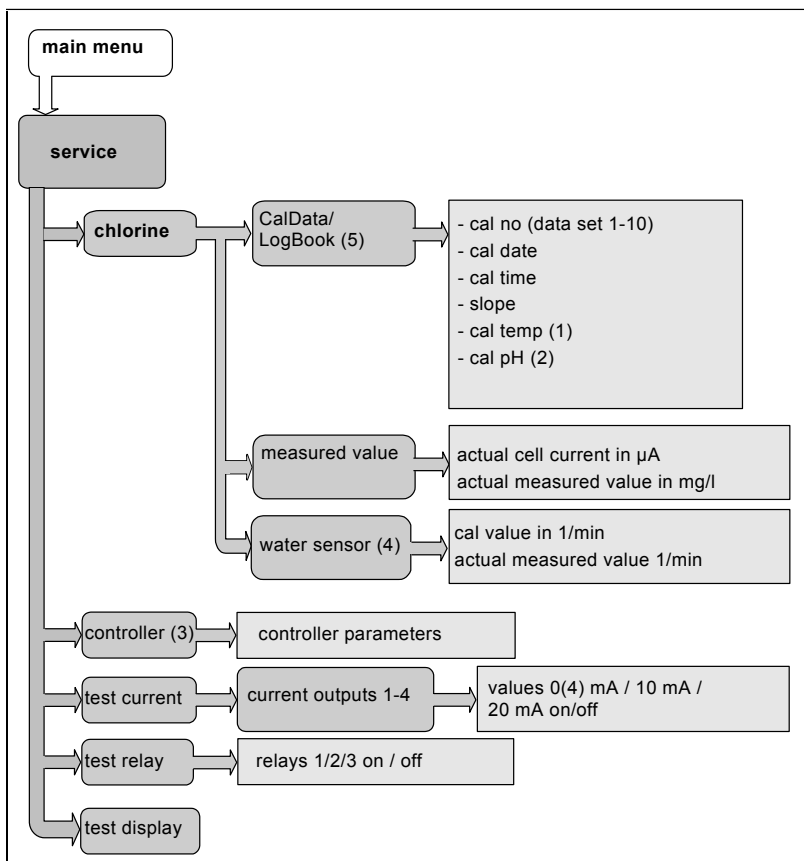 main menu
service
chlorine
CalData/
LogBook (5)
- cal no (data set 1-10)
- cal date
- cal time
- slope
- cal temp (1)
- cal pH (2)
measured value
actual cell current in µA
actual measured value in mg/l
water sensor (4)
cal value in 1/min
actual measured value 1/min
controller (3)
controller parameters
test current
current outputs 1-4
values 0(4) mA / 10 mA /
20 mA on/off
test relay
relays 1/2/3 on / off
test display